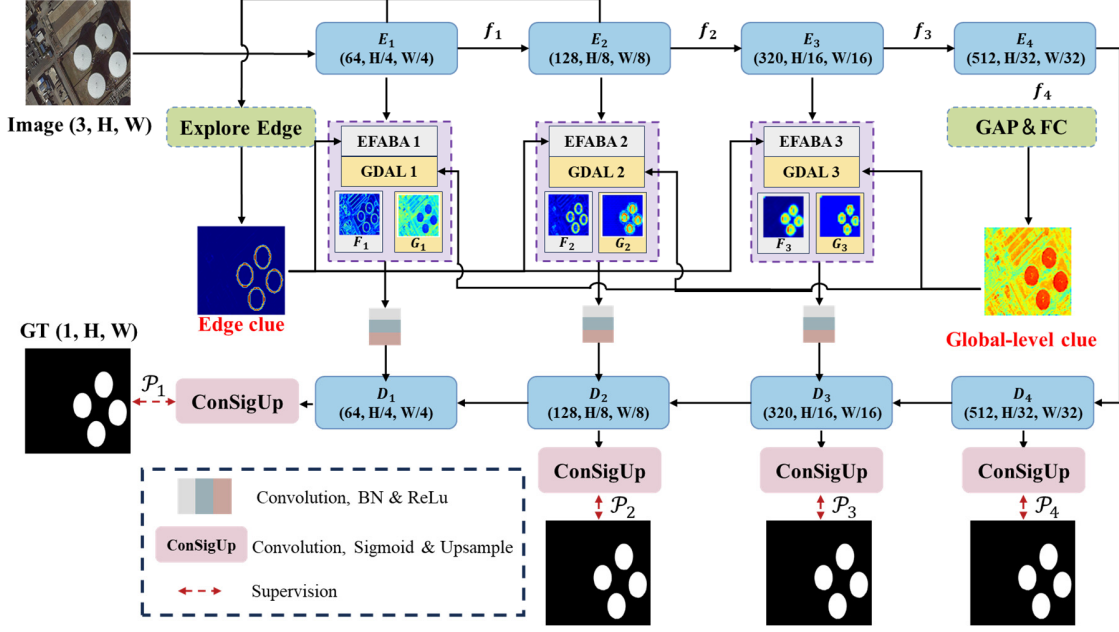 E1
(64, H/4, W/4)
f1
E2
(128, H/8, W/8)
f2
E3
(320, H/16, W/16)
f3
E4
(512, H/32, W/32)
f4
Image (3, H, W)
Explore Edge
GAP & FC
EFABA 1
GDAL 1
F1
G1
EFABA 2
GDAL 2
F2
G2
EFABA 3
GDAL 3
F3
G3
Edge clue
Global-level clue
GT (1, H, W)
P1
ConSigUp
D1
(64, H/4, W/4)
D2
(128, H/8, W/8)
D3
(320, H/16, W/16)
D4
(512, H/32, W/32)
ConSigUp
ConSigUp
ConSigUp
P2
P3
P4
Convolution, BN & ReLu
ConSigUp
Convolution, Sigmoid & Upsample
Supervision